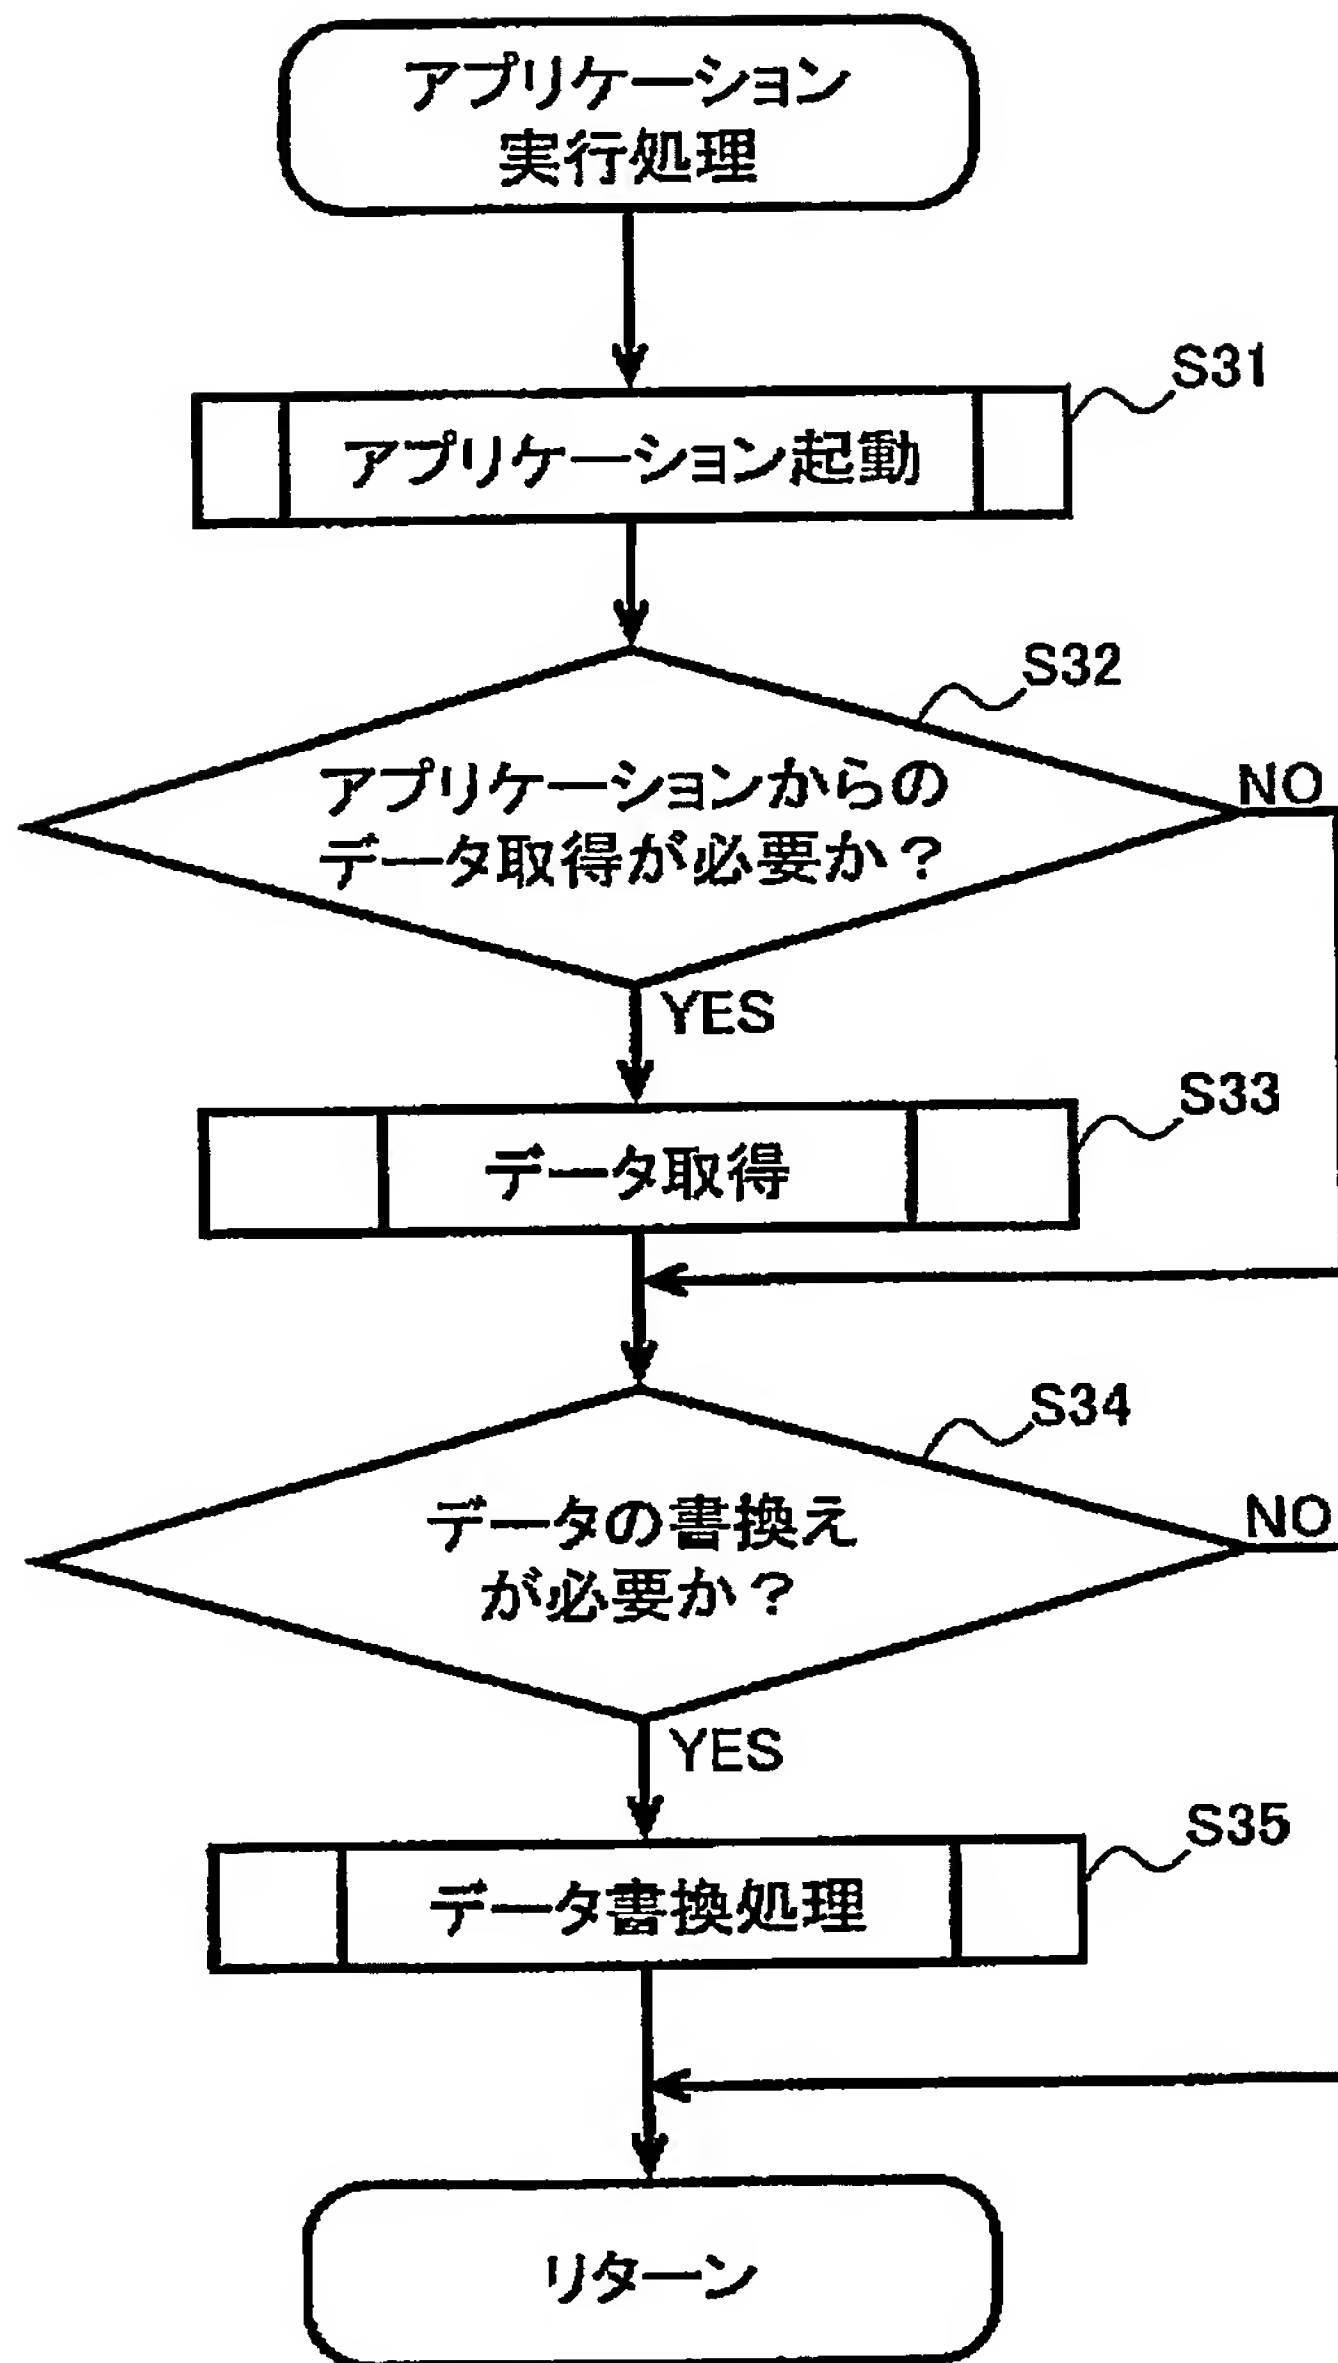 アプリケーション
実行処理
S31
アプリケーション起動
S32
アプリケーションからの
データ取得が必要か？
NO
YES
S33
データ取得
S34
データの書換え
が必要か？
NO
YES
S35
データ書換処理
リターン